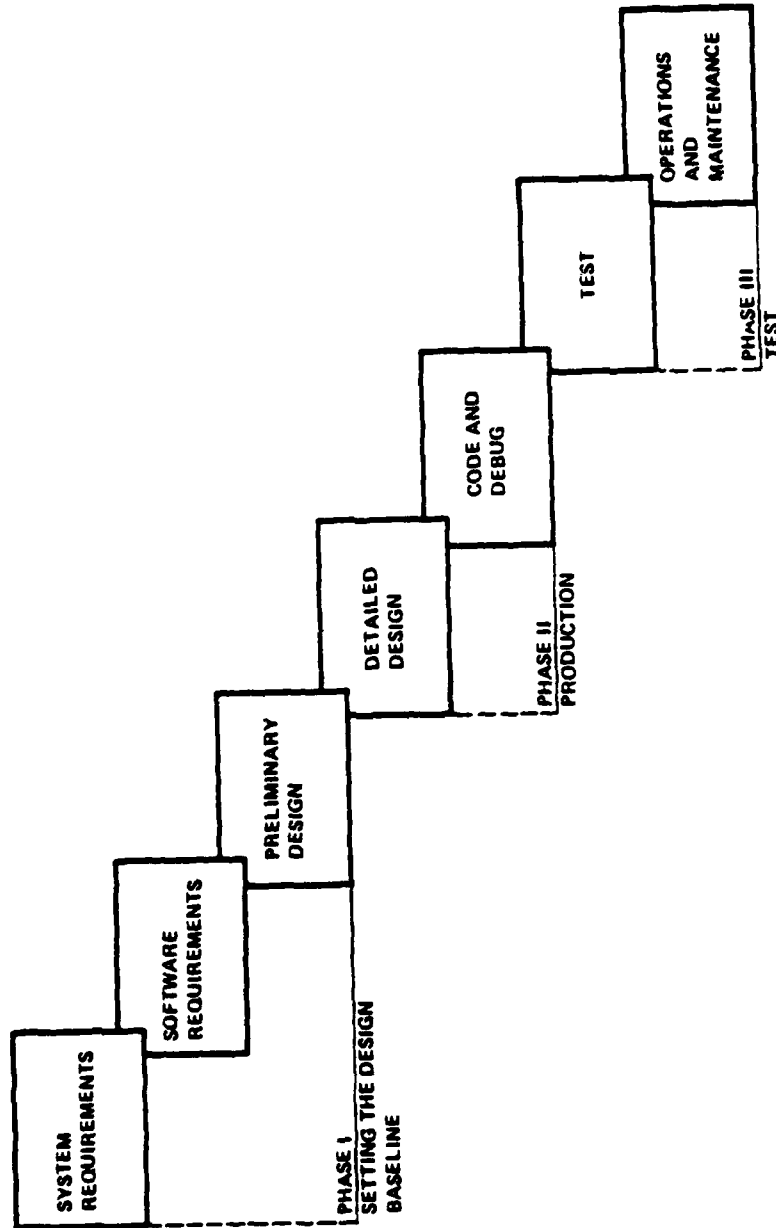 SYSTEM
REQUIREMENTS
SOFTWARE
REQUIREMENTS
PRELIMINARY
DESIGN
PHASE I
SETTING THE DESIGN
BASELINE
DETAILED
DESIGN
CODE AND
DEBUG
PHASE II
PRODUCTION
TEST
OPERATIONS
AND
MAINTENANCE
PHASE III
TEST